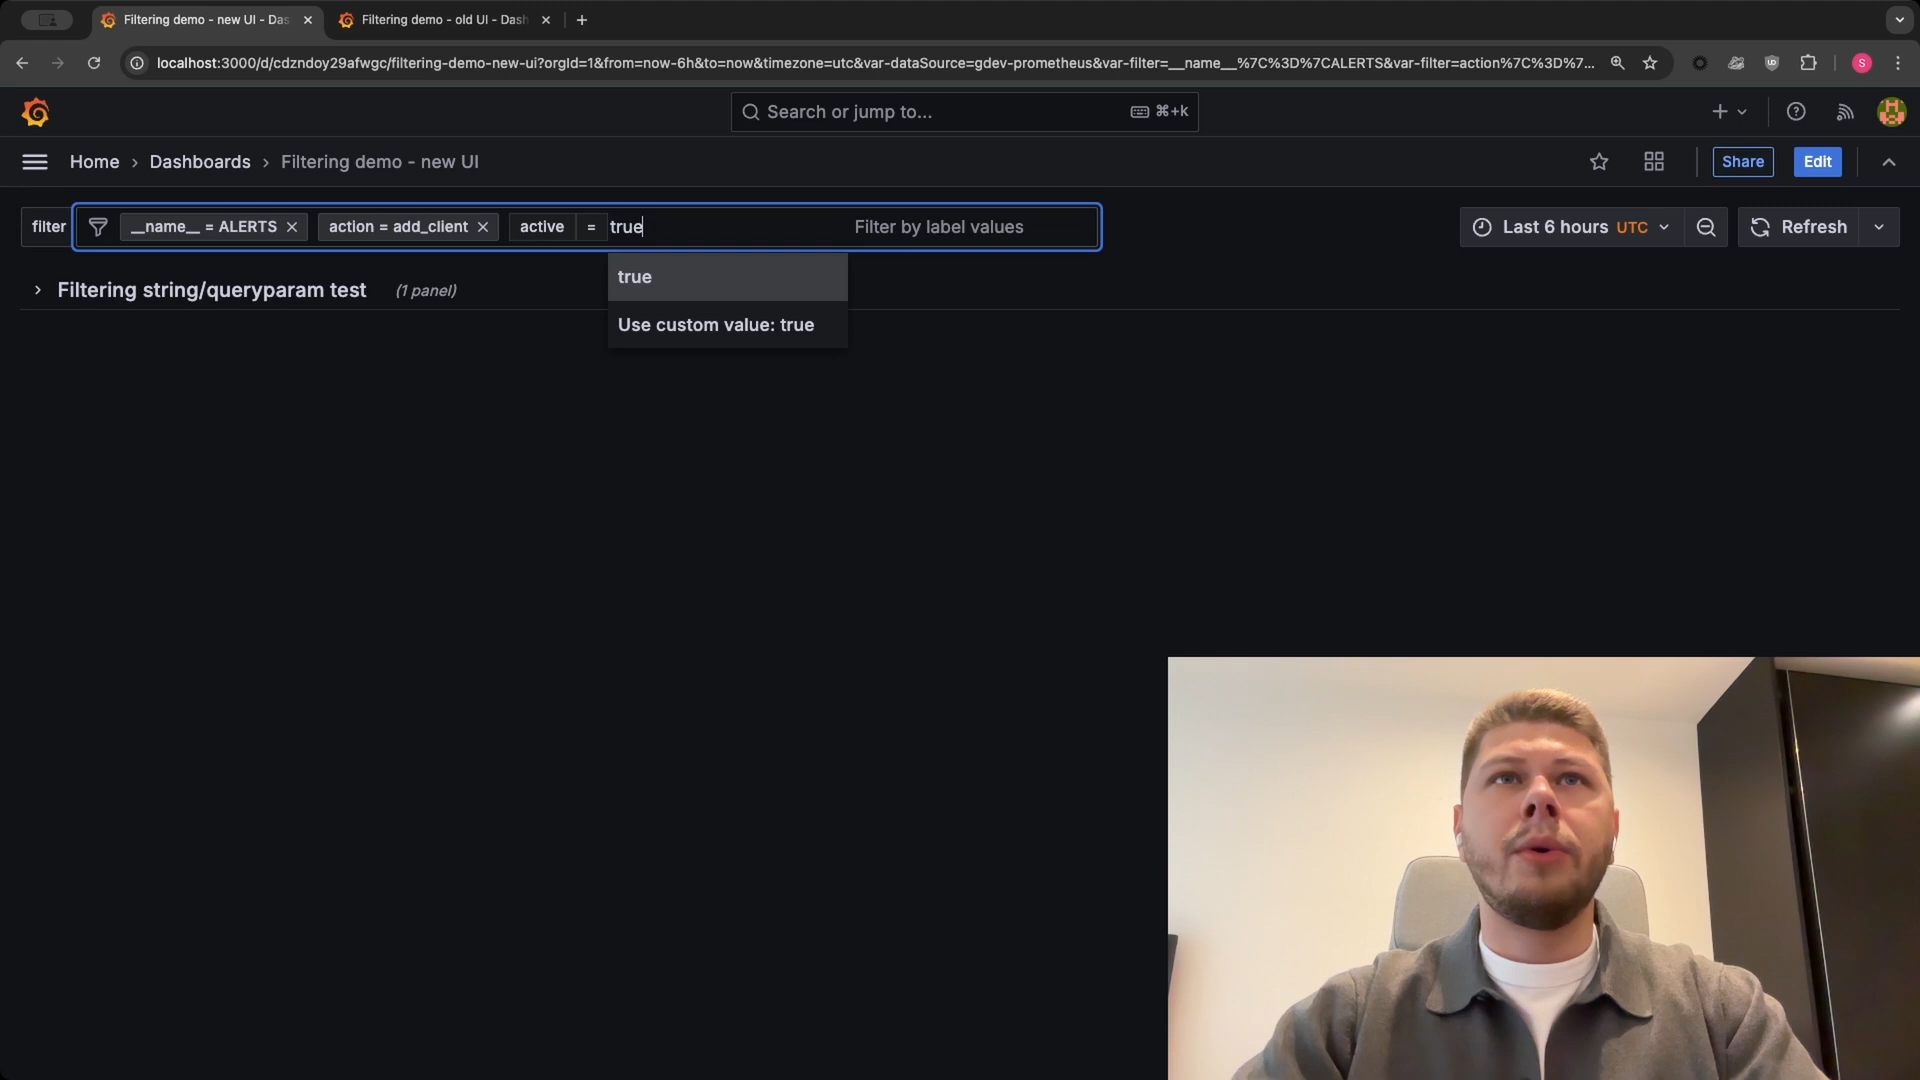 Filtering demo - new UI - Das
Filtering demo - old UI - Dash
localhost:3000/d/cdzndoy29afwgc/filtering-demo-new-ui?orgId=1&from=now-6h&to=now&timezone=utc&var-dataSource=gdev-prometheus&var-filter=__name__%7C%3D%7CALERTS&var-filter=action%7C%3D%7...
S
Search or jump to...
⌘+k
Home › Dashboards › Filtering demo - new UI
Share
Edit
filter
__name__ = ALERTS
action = add_client
active = true
Filter by label values
Last 6 hours UTC
Refresh
true
Use custom value: true
Filtering string/queryparam test (1 panel)